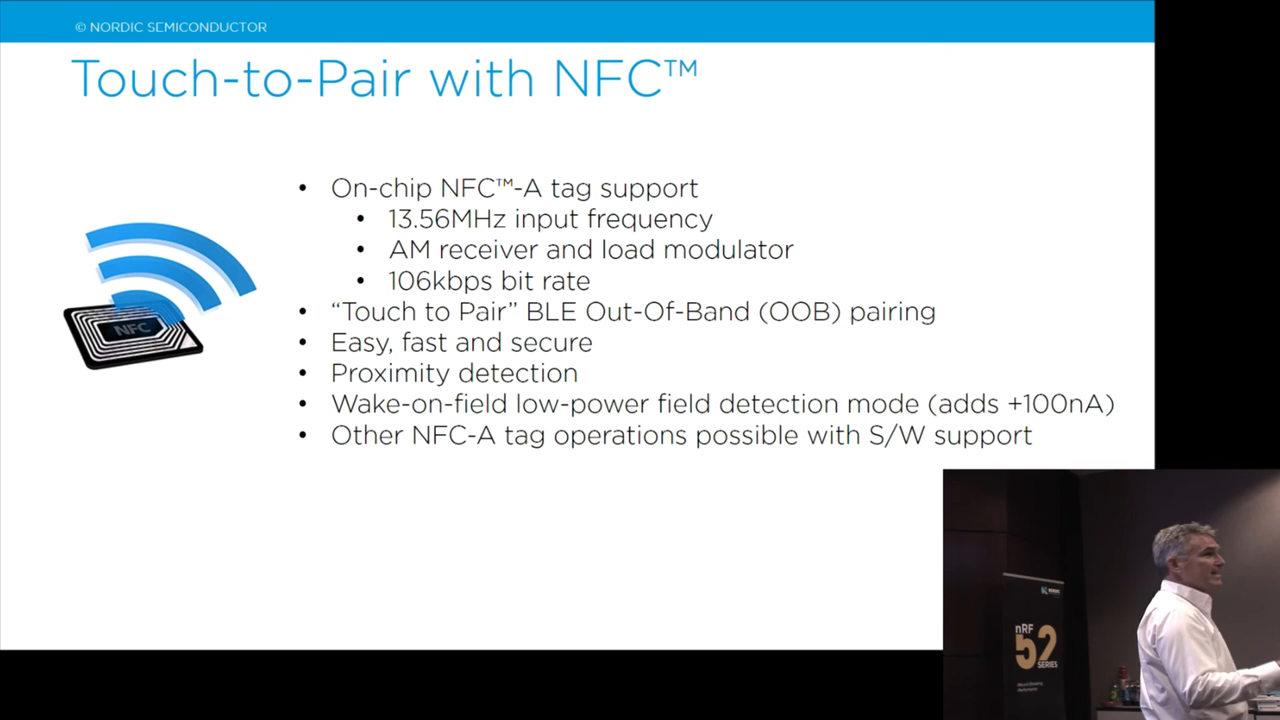 © NORDIC SEMICONDUCTOR
Touch-to-Pair with NFC™
• On-chip NFC™-A tag support
• 13.56MHz input frequency
• AM receiver and load modulator
• 106kbps bit rate
• “Touch to Pair” BLE Out-Of-Band (OOB) pairing
• Easy, fast and secure
• Proximity detection
• Wake-on-field low-power field detection mode (adds +100nA)
• Other NFC-A tag operations possible with S/W support
NFC
nRF
52
SERIES